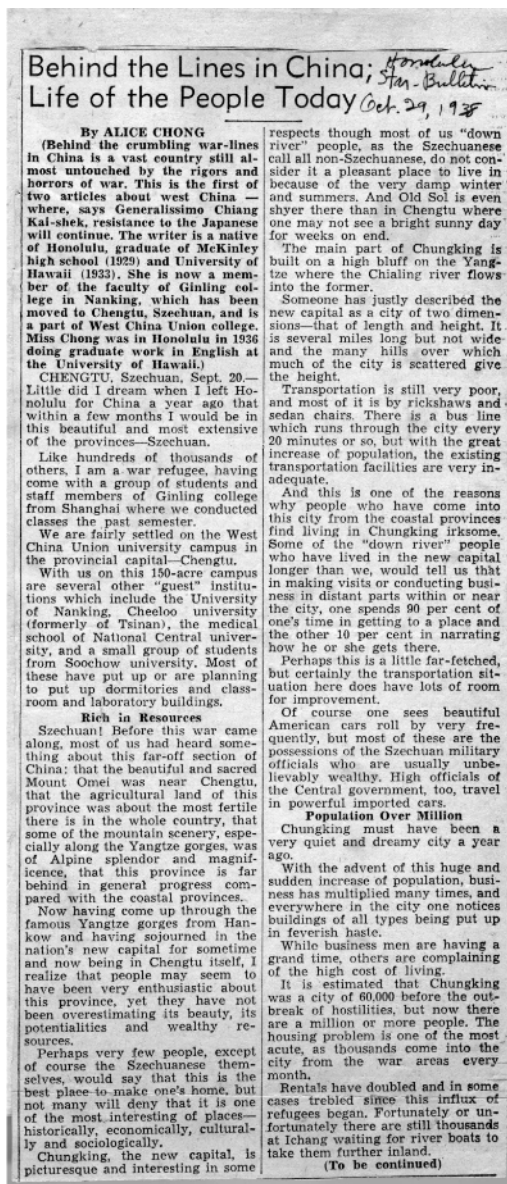 Behind the Lines in China;
Life of the People Today
Honolulu
Star-Bulletin
Oct. 29, 1938
By ALICE CHONG
(Behind the crumbling war-lines
in China is a vast country still al-
most untouched by the rigors and
horrors of war. This is the first of
two articles about west China —
where, says Generalissimo Chiang
Kai-shek, resistance to the Japanese
will continue. The writer is a native
of Honolulu, graduate of McKinley
high school (1929) and University of
Hawaii (1933). She is now a mem-
ber of the faculty of Ginling col-
lege in Nanking, which has been
moved to Chengtu, Szechuan, and is
a part of West China Union college.
Miss Chong was in Honolulu in 1936
doing graduate work in English at
the University of Hawaii.)
CHENGTU, Szechuan, Sept. 20.—
Little did I dream when I left Ho-
nolulu for China a year ago that
within a few months I would be in
this beautiful and most extensive
of the provinces—Szechuan.
Like hundreds of thousands of
others, I am a war refugee, having
come with a group of students and
staff members of Ginling college
from Shanghai where we conducted
classes the past semester.
We are fairly settled on the West
China Union university campus in
the provincial capital—Chengtu.
With us on this 150-acre campus
are several other "guest" institu-
tions which include the University
of Nanking, Cheeloo university
(formerly of Tsinan), the medical
school of National Central univer-
sity, and a small group of students
from Soochow university. Most of
these have put up or are planning
to put up dormitories and class-
room and laboratory buildings.
Rich in Resources
Szechuan! Before this war came
along, most of us had heard some-
thing about this far-off section of
China: that the beautiful and sacred
Mount Omei was near Chengtu,
that the agricultural land of this
province was about the most fertile
there is in the whole country, that
some of the mountain scenery, espe-
cially along the Yangtze gorges, was
of Alpine splendor and magnif-
icence, that this province is far
behind in general progress com-
pared with the coastal provinces.
Now having come up through the
famous Yangtze gorges from Han-
kow and having sojourned in the
nation's new capital for sometime
and now being in Chengtu itself, I
realize that people may seem to
have been very enthusiastic about
this province, yet they have not
been overestimating its beauty, its
potentialities and wealthy re-
sources.
Perhaps very few people, except
of course the Szechuanese them-
selves, would say that this is the
best place to make one's home, but
not many will deny that it is one
of the most interesting of places—
historically, economically, cultural-
ly and sociologically.
Chungking, the new capital, is
picturesque and interesting in some
respects though most of us "down
river" people, as the Szechuanese
call all non-Szechuanese, do not con-
sider it a pleasant place to live in
because of the very damp winter
and summers. And Old Sol is even
shyer there than in Chengtu where
one may not see a bright sunny day
for weeks on end.
The main part of Chungking is
built on a high bluff on the Yang-
tze where the Chialing river flows
into the former.
Someone has justly described the
new capital as a city of two dimen-
sions—that of length and height. It
is several miles long but not wide
and the many hills over which
much of the city is scattered give
the height.
Transportation is still very poor,
and most of it is by rickshaws and
sedan chairs. There is a bus line
which runs through the city every
20 minutes or so, but with the great
increase of population, the existing
transportation facilities are very in-
adequate.
And this is one of the reasons
why people who have come into
this city from the coastal provinces
find living in Chungking irksome.
Some of the "down river" people
who have lived in the new capital
longer than we, would tell us that
in making visits or conducting busi-
ness in distant parts within or near
the city, one spends 90 per cent of
one's time in getting to a place and
the other 10 per cent in narrating
how he or she gets there.
Perhaps this is a little far-fetched,
but certainly the transportation sit-
uation here does have lots of room
for improvement.
Of course one sees beautiful
American cars roll by very fre-
quently, but most of these are the
possessions of the Szechuan military
officials who are usually unbe-
lievably wealthy. High officials of
the Central government, too, travel
in powerful imported cars.
Population Over Million
Chungking must have been a
very quiet and dreamy city a year
ago.
With the advent of this huge and
sudden increase of population, busi-
ness has multiplied many times, and
everywhere in the city one notices
buildings of all types being put up
in feverish haste.
While business men are having a
grand time, others are complaining
of the high cost of living.
It is estimated that Chungking
was a city of 60,000 before the out-
break of hostilities, but now there
are a million or more people. The
housing problem is one of the most
acute, as thousands come into the
city from the war areas every
month.
Rentals have doubled and in some
cases trebled since this influx of
refugees began. Fortunately or un-
fortunately there are still thousands
at Ichang waiting for river boats to
take them further inland.
(To be continued)